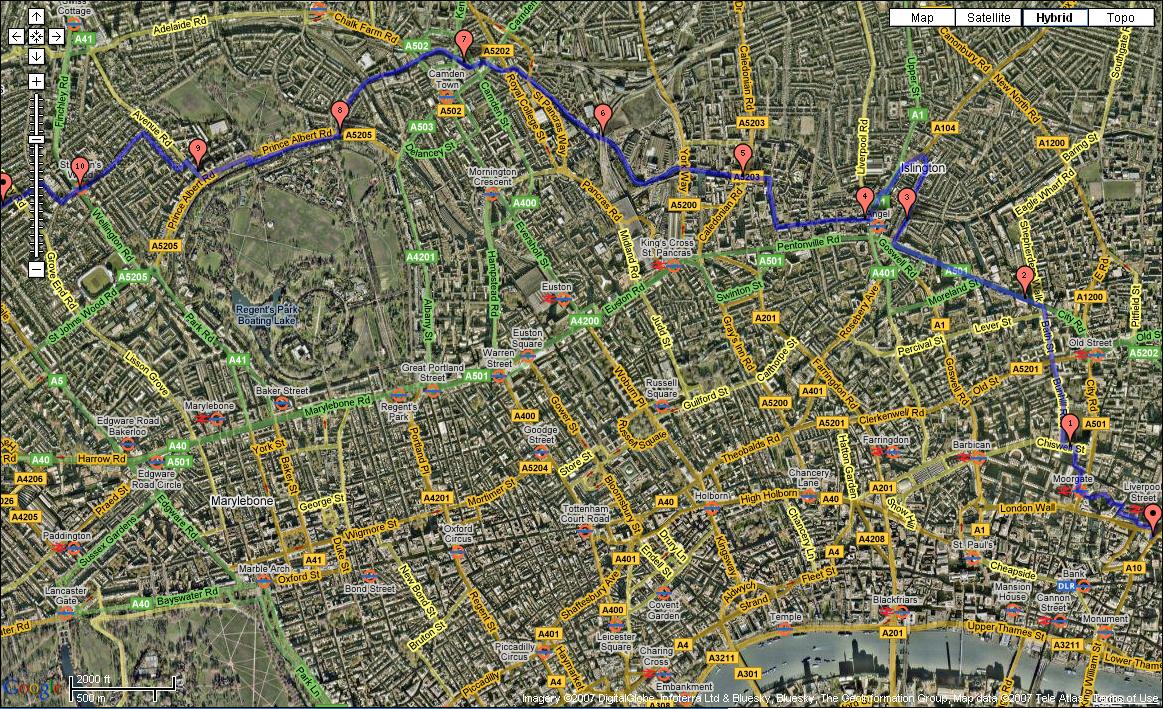 Map
Satellite
Hybrid
Topo
Cottage
A41
Adelaide Rd
Chalk Farm Rd
A502
7
A5202
Camden
Town
A502
Finchley Rd
Avenue Rd
8
A5205
Prince Albert Rd
9
10
Prince Albert Rd
A503
Delancey St
Camden St
Royal College St
St Pancras Way
6
Caledonian Rd
A5203
5
A5203
York Way
A5200
Caledonian Rd
Liverpool Rd
Upper St
A1
A104
Canonbury Rd
New North Rd
Southgate Rd
A1200
Baring St
Islington
Eagle Wharf Rd
4
3
Angel
Mornington
Crescent
A400
Pancras Rd
Eversholt St
Hampstead Rd
A4201
Albany St
Midland Rd
King's Cross
St. Pancras
Pentonville Rd
A501
Goswell Rd
A401
A501
Moreland St
2
Shepherdess Walk
City Rd
A1200
E Rd
Pitfield St
Wellington Rd
A5205
A5205
Grove End Rd
St Johns Wood Rd
Park Rd
A41
Regent's Park
Boating Lake
Euston
Euston Rd
A4200
Swinton St
A201
Grays Inn Rd
Judd St
Calthorpe St
Rosebery Ave
Farringdon Rd
A1
Lever St
Percival St
Bath St
Old Street
Old St
A5202
A5201
Old St
Goswell Rd
City Rd
A501
Lisson Grove
A5
Euston
Square
Warren
Street
Great Portland
Street
A501
Regent's
Park
Baker Street
Marylebone
Marylebone Rd
Edgware Road
Bakerloo
A40
A501
Harrow Rd
A40
A4206
A4205
Edgware
Road Circle
Praed St
Paddington
Sussex Gardens
Edgware Rd
York St
Baker St
George St
Marylebone
A400
Gower St
Goodge
Street
A5204
Store St
Portland Pl
A4201
Mortimer St
Wigmore St
Woburn Pl
Russell
Square
Russell Square
Guilford St
A5200
A401
A5201
Clerkenwell Rd
Theobalds Rd
Hatton Garden
Farringdon
A201
Barbican
1
Chiswell St
Moorgate
Liverpool
Street
London Wall
Chancery
Lane
A40
Holborn
High Holborn
A40
Bloomsbury St
Tottenham
Court Road
Oxford
Circus
A41
Duke St
Oxford St
Marble Arch
Bond Street
New Bond St
Bruton St
Regent St
Lancaster
Gate
A40
Bayswater Rd
Park Ln
Chancery Ln
A4208
A4
Fleet St
A401
Drury Ln
Endell St
Kingsway
Aldwych
Strand
Shaftesbury Ave
A400
Covent
Garden
Leicester
Square
A401
Piccadilly
Circus
Haymarket
A4
Piccadilly
A4
Charing
Cross
Embankment
A3211
A301
Temple
Blackfriars
A201
A1
St. Paul's
Cheapside
Bank
DLR
A10
Mansion
House
Cannon
Street
Monument
Upper Thames St
A3211
Lower Thames
King William St
Google
2000 ft
500 m
Imagery ©2007 DigitalGlobe, Infoterra Ltd & Bluesky, Bluesky, The GeoInformation Group, Map data ©2007 Tele Atlas - Terms of Use